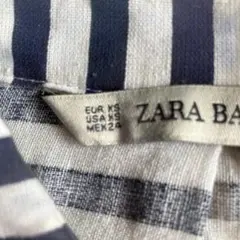 EUR XS
USA XS
MEX 24
ZARA BA